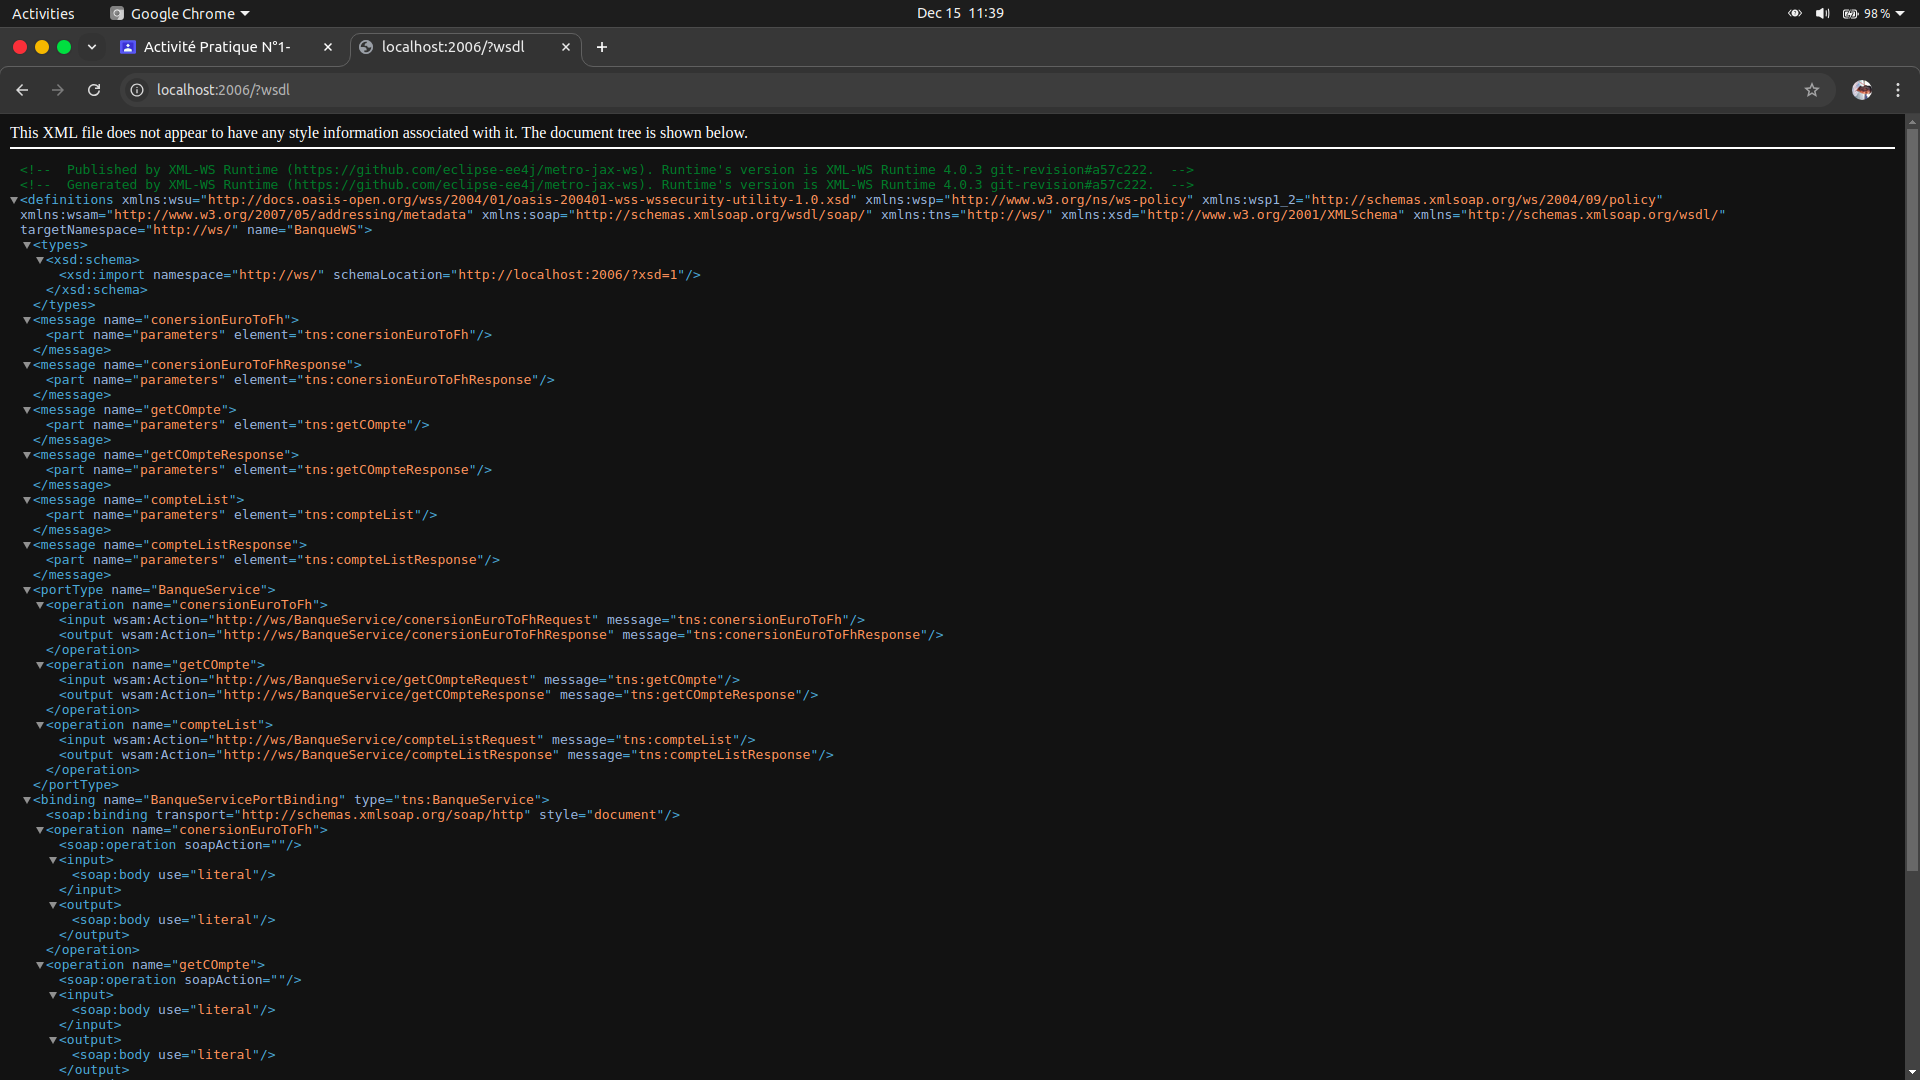 Activities
Google Chrome
Dec 15 11:39
98 %
Activité Pratique N°1-
localhost:2006/?wsdl
localhost:2006/?wsdl
This XML file does not appear to have any style information associated with it. The document tree is shown below.
<!-- Published by XML-WS Runtime (https://github.com/eclipse-ee4j/metro-jax-ws). Runtime's version is XML-WS Runtime 4.0.3 git-revision#a57c222. -->
<!-- Generated by XML-WS Runtime (https://github.com/eclipse-ee4j/metro-jax-ws). Runtime's version is XML-WS Runtime 4.0.3 git-revision#a57c222. -->
<definitions xmlns:wsu="http://docs.oasis-open.org/wss/2004/01/oasis-200401-wss-wssecurity-utility-1.0.xsd" xmlns:wsp="http://www.w3.org/ns/ws-policy" xmlns:wsp1_2="http://schemas.xmlsoap.org/ws/2004/09/policy"
xmlns:wsam="http://www.w3.org/2007/05/addressing/metadata" xmlns:soap="http://schemas.xmlsoap.org/wsdl/soap/" xmlns:tns="http://ws/" xmlns:xsd="http://www.w3.org/2001/XMLSchema" xmlns="http://schemas.xmlsoap.org/wsdl/"
targetNamespace="http://ws/" name="BanqueWS">
<types>
<xsd:schema>
<xsd:import namespace="http://ws/" schemaLocation="http://localhost:2006/?xsd=1"/>
</xsd:schema>
</types>
<message name="conersionEuroToFh">
<part name="parameters" element="tns:conersionEuroToFh"/>
</message>
<message name="conersionEuroToFhResponse">
<part name="parameters" element="tns:conersionEuroToFhResponse"/>
</message>
<message name="getCOmpte">
<part name="parameters" element="tns:getCOmpte"/>
</message>
<message name="getCOmpteResponse">
<part name="parameters" element="tns:getCOmpteResponse"/>
</message>
<message name="compteList">
<part name="parameters" element="tns:compteList"/>
</message>
<message name="compteListResponse">
<part name="parameters" element="tns:compteListResponse"/>
</message>
<portType name="BanqueService">
<operation name="conersionEuroToFh">
<input wsam:Action="http://ws/BanqueService/conersionEuroToFhRequest" message="tns:conersionEuroToFh"/>
<output wsam:Action="http://ws/BanqueService/conersionEuroToFhResponse" message="tns:conersionEuroToFhResponse"/>
</operation>
<operation name="getCOmpte">
<input wsam:Action="http://ws/BanqueService/getCOmpteRequest" message="tns:getCOmpte"/>
<output wsam:Action="http://ws/BanqueService/getCOmpteResponse" message="tns:getCOmpteResponse"/>
</operation>
<operation name="compteList">
<input wsam:Action="http://ws/BanqueService/compteListRequest" message="tns:compteList"/>
<output wsam:Action="http://ws/BanqueService/compteListResponse" message="tns:compteListResponse"/>
</operation>
</portType>
<binding name="BanqueServicePortBinding" type="tns:BanqueService">
<soap:binding transport="http://schemas.xmlsoap.org/soap/http" style="document"/>
<operation name="conersionEuroToFh">
<soap:operation soapAction=""/>
<input>
<soap:body use="literal"/>
</input>
<output>
<soap:body use="literal"/>
</output>
</operation>
<operation name="getCOmpte">
<soap:operation soapAction=""/>
<input>
<soap:body use="literal"/>
</input>
<output>
<soap:body use="literal"/>
</output>